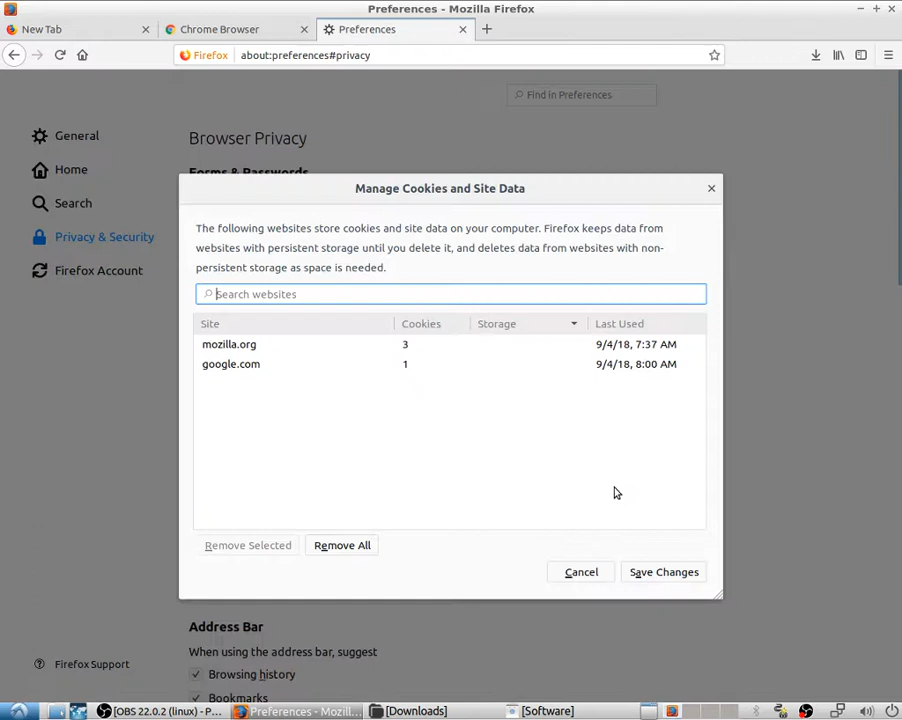 Preferences - Mozilla Firefox
New Tab
Chrome Browser
Preferences
Firefox
about:preferences#privacy
Find in Preferences
General
Home
Search
Privacy & Security
Firefox Account
Browser Privacy
Forms & Passwords
Manage Cookies and Site Data
The following websites store cookies and site data on your computer. Firefox keeps data from
websites with persistent storage until you delete it, and deletes data from websites with non-
persistent storage as space is needed.
Search websites
Site Cookies Storage Last Used
mozilla.org 3 9/4/18, 7:37 AM
google.com 1 9/4/18, 8:00 AM
Remove Selected Remove All
Cancel Save Changes
Address Bar
When using the address bar, suggest
Browsing history
Bookmarks
Firefox Support
[OBS 22.0.2 (linux) - P...
Preferences - Mozil...
[Downloads]
[Software]